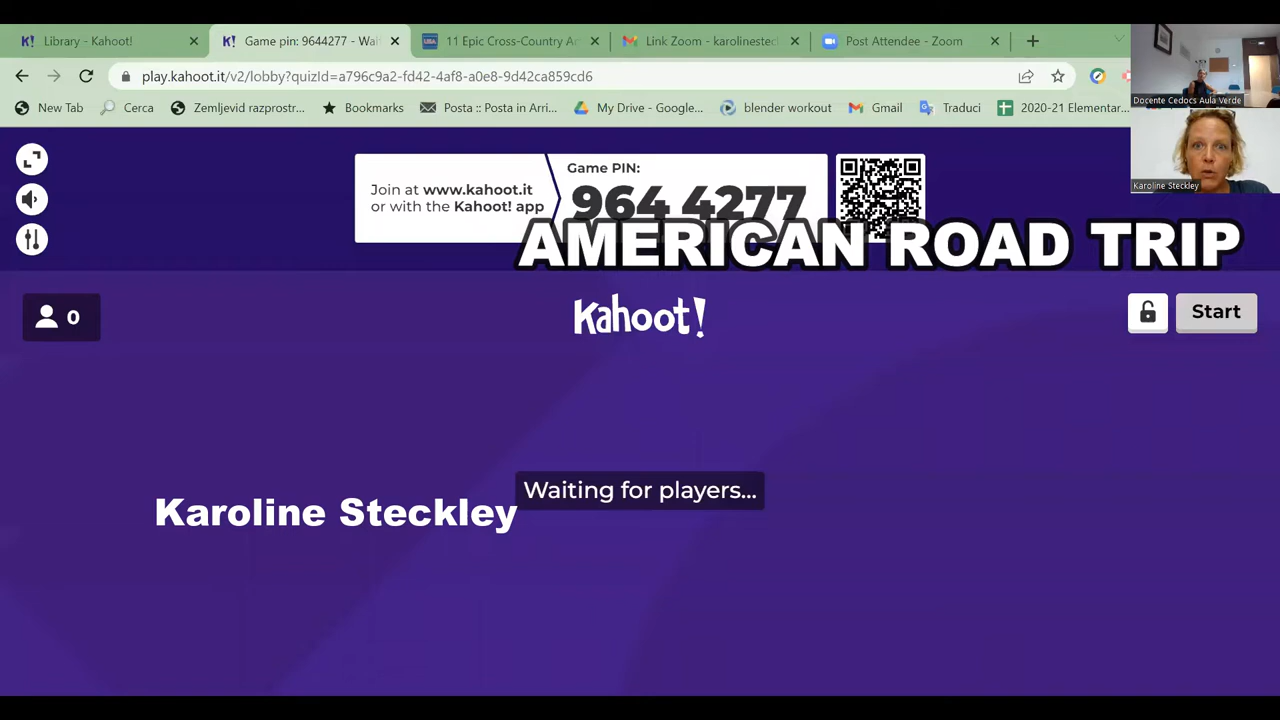 Library - Kahoot!
Game pin: 9644277 - Wai
11 Epic Cross-Country Am
Link Zoom - karolinesteck
Post Attendee - Zoom
play.kahoot.it/v2/lobby?quizId=a796c9a2-fd42-4af8-a0e8-9d42ca859cd6
New Tab
Cerca
Zemljevid razprostr...
Bookmarks
Posta :: Posta in Arri...
My Drive - Google...
blender workout
Gmail
Traduci
2020-21 Elementar...
Docente Cedocs Aula Verde
Karoline Steckley
Join at www.kahoot.it
or with the Kahoot! app
Game PIN:
964 4277
AMERICAN ROAD TRIP
0
Kahoot!
Start
Waiting for players...
Karoline Steckley